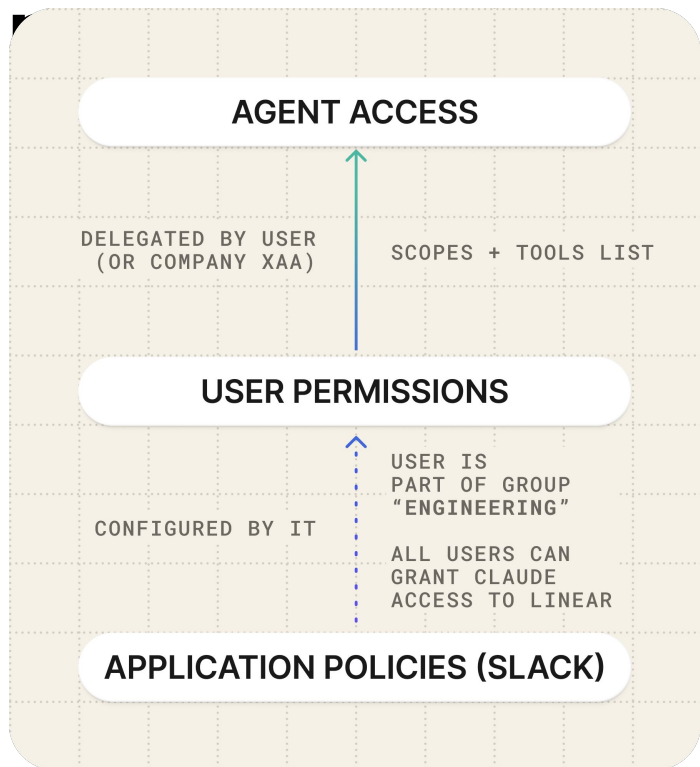 AGENT ACCESS
DELEGATED BY USER
(OR COMPANY XAA)
SCOPES + TOOLS LIST
USER PERMISSIONS
CONFIGURED BY IT
USER IS
PART OF GROUP
“ENGINEERING”
ALL USERS CAN
GRANT CLAUDE
ACCESS TO LINEAR
APPLICATION POLICIES (SLACK)